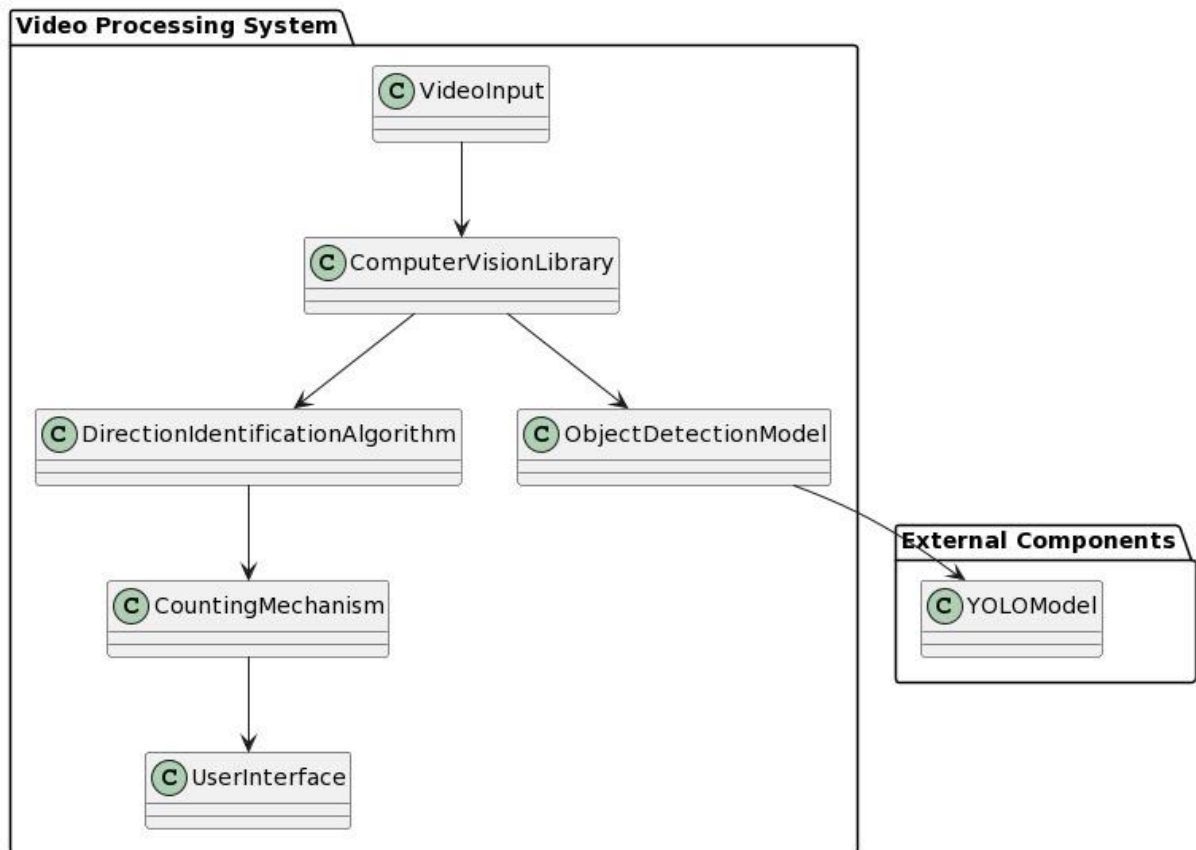 Video Processing System
C VideoInput
C ComputerVisionLibrary
C DirectionIdentificationAlgorithm
C ObjectDetectionModel
External Components
C CountingMechanism
C YOLOModel
C UserInterface